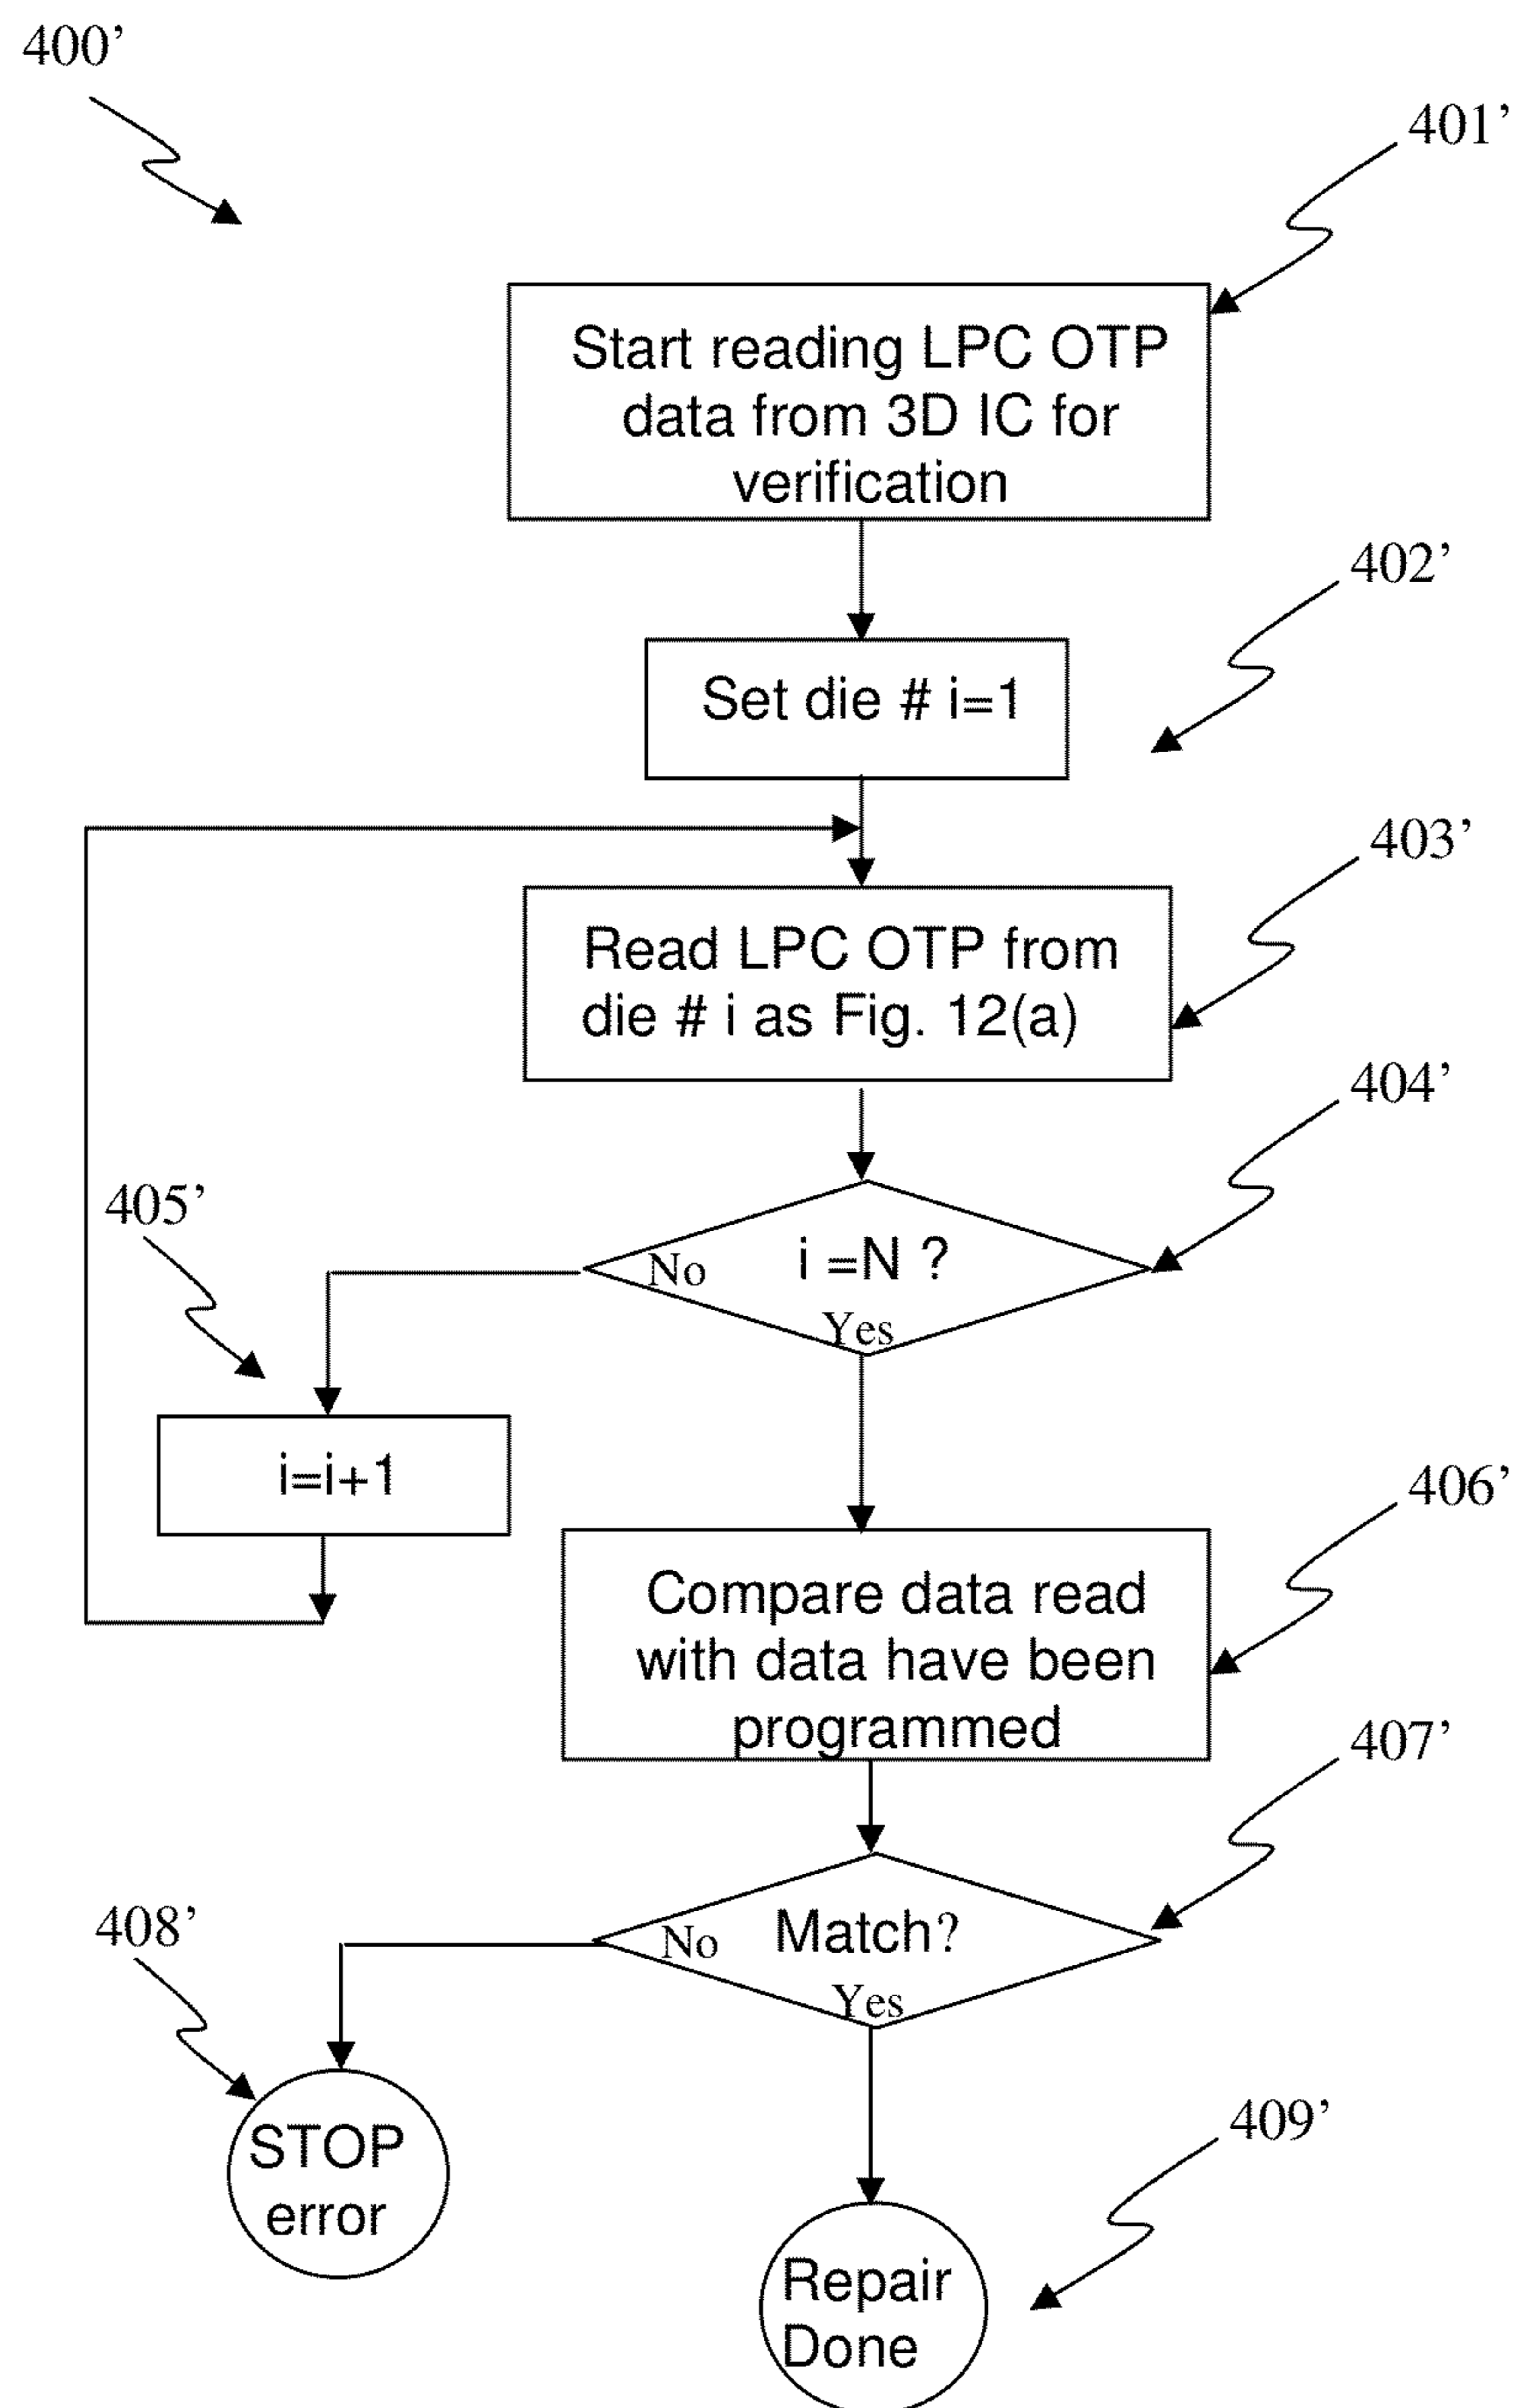 400’
401’
Start reading LPC OTP
data from 3D IC for
verification
402’
Set die # i=1
403’
Read LPC OTP from
die # i as Fig. 12(a)
404’
405’
No
i =N ?
Yes
i=i+1
406’
Compare data read
with data have been
programmed
407’
408’
No
Match?
Yes
STOP
error
409’
Repair
Done